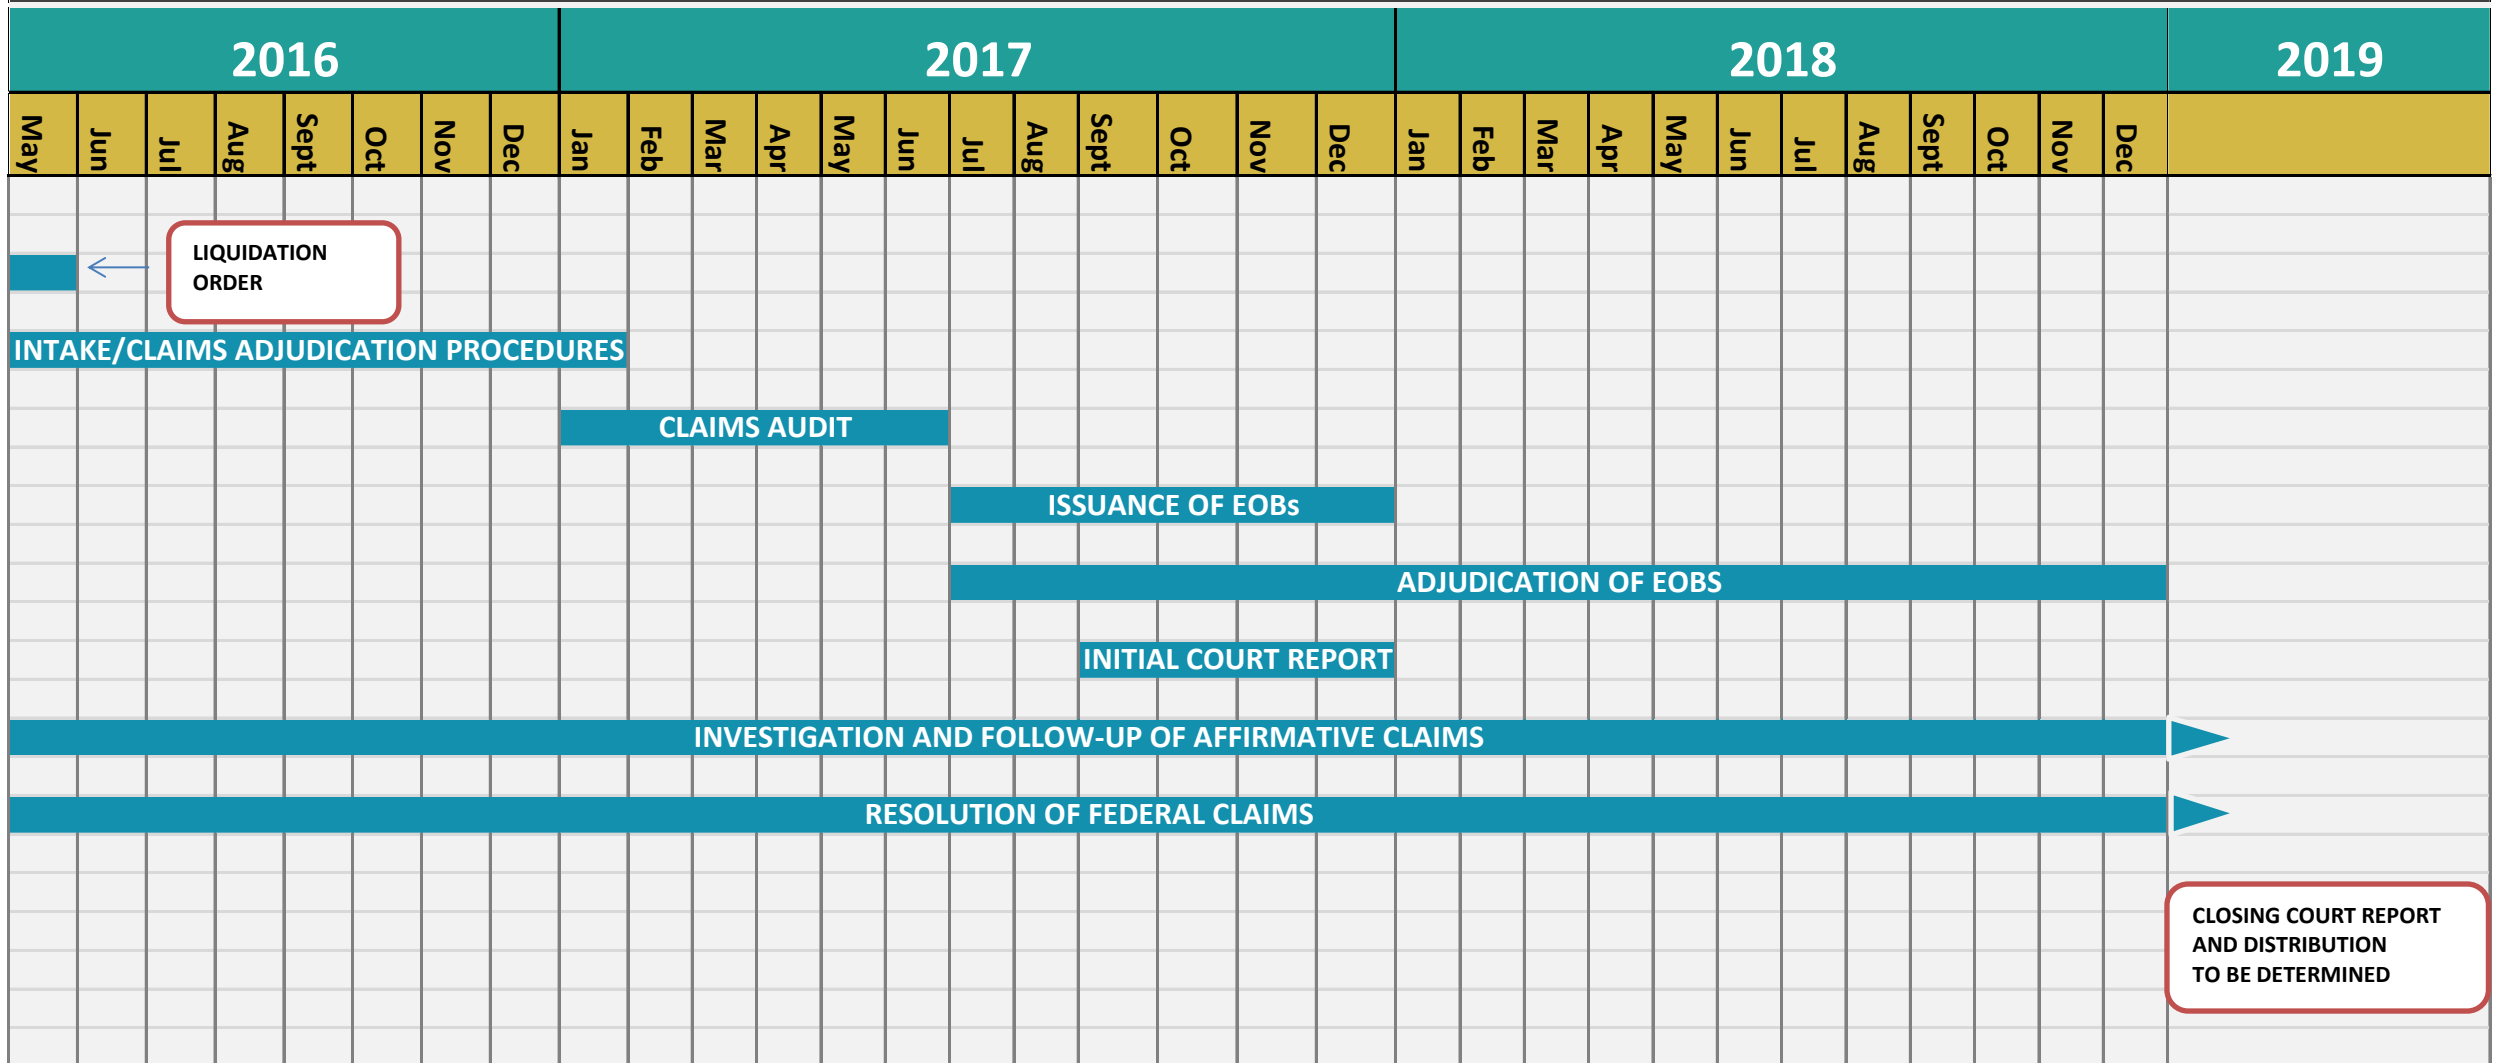 2016 2017 2018 2019
May Jun Jul Aug Sept Oct Nov Dec Jan Feb Mar Apr May Jun Jul Aug Sept Oct Nov Dec Jan Feb Mar Apr May Jun Jul Aug Sept Oct Nov Dec
LIQUIDATION
ORDER
INTAKE/CLAIMS ADJUDICATION PROCEDURES
CLAIMS AUDIT
ISSUANCE OF EOBs
ADJUDICATION OF EOBS
INITIAL COURT REPORT
INVESTIGATION AND FOLLOW-UP OF AFFIRMATIVE CLAIMS
RESOLUTION OF FEDERAL CLAIMS
CLOSING COURT REPORT
AND DISTRIBUTION
TO BE DETERMINED